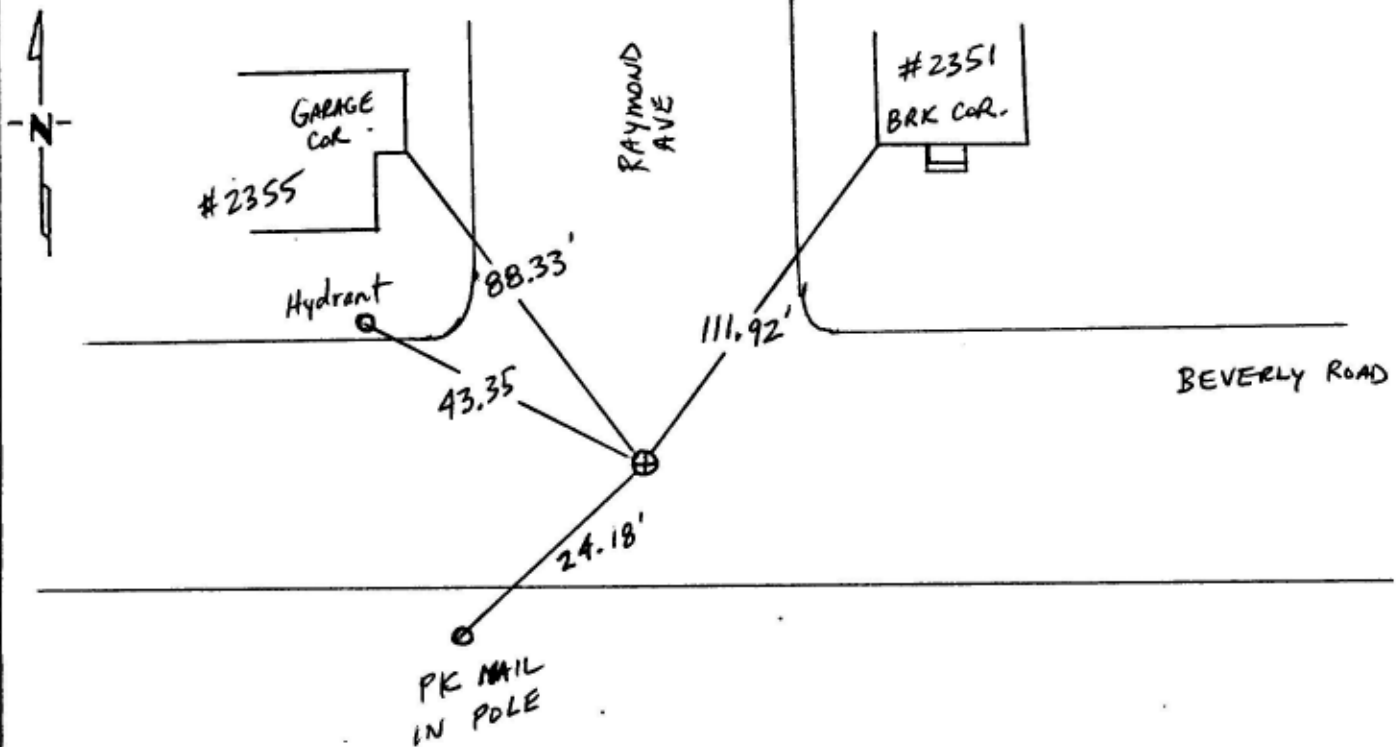 N
GARAGE
COR.
#2355
RAYMOND
AVE
#2351
BRK COR.
Hydrant
88.33'
111.92'
43.35
BEVERLY ROAD
24.18'
PK NAIL
IN POLE